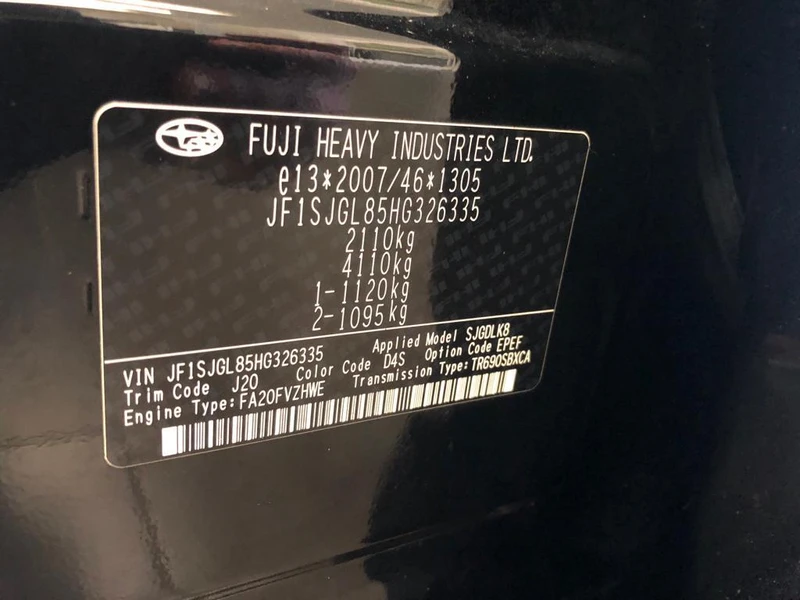 FUJI HEAVY INDUSTRIES LTD.
e13*2007/46*1305
JF1SJGL85HG326335
2110kg
4110kg
1-1120kg
2-1095kg
VIN JF1SJGL85HG326335 Applied Model SJGDLK8
Trim Code J20 Color Code D4S Option Code EPEF
Engine Type:FA20FVZHWE Transmission Type:TR690SBXCA